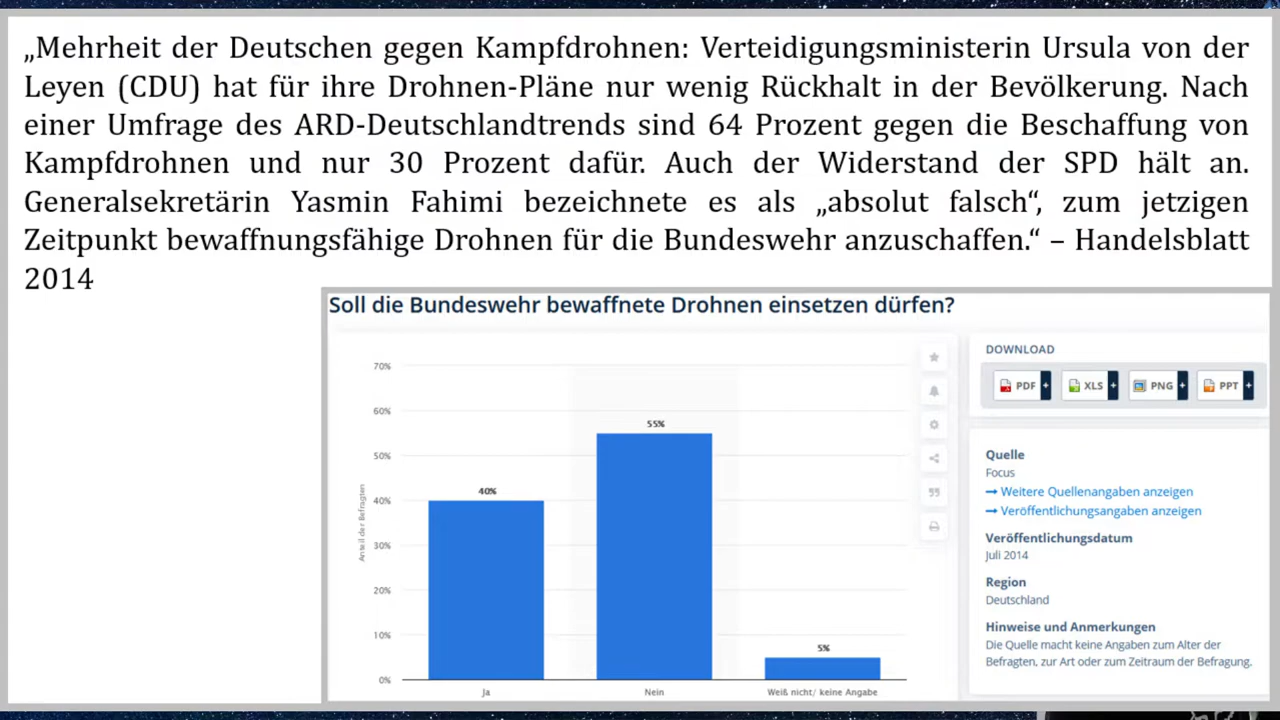 „Mehrheit der Deutschen gegen Kampfdrohnen: Verteidigungsministerin Ursula von der
Leyen (CDU) hat für ihre Drohnen-Pläne nur wenig Rückhalt in der Bevölkerung. Nach
einer Umfrage des ARD-Deutschlandtrends sind 64 Prozent gegen die Beschaffung von
Kampfdrohnen und nur 30 Prozent dafür. Auch der Widerstand der SPD hält an.
Generalsekretärin Yasmin Fahimi bezeichnete es als „absolut falsch“, zum jetzigen
Zeitpunkt bewaffnungsfähige Drohnen für die Bundeswehr anzuschaffen.“ – Handelsblatt
2014
Soll die Bundeswehr bewaffnete Drohnen einsetzen dürfen?
70%
60%
50%
40%
30%
20%
10%
0%
Anteil der Befragten
40%
55%
5%
Ja
Nein
Weiß nicht/ keine Angabe
DOWNLOAD
PDF + XLS + PNG + PPT +
Quelle
Focus
→ Weitere Quellenangaben anzeigen
→ Veröffentlichungsangaben anzeigen
Veröffentlichungsdatum
Juli 2014
Region
Deutschland
Hinweise und Anmerkungen
Die Quelle macht keine Angaben zum Alter der
Befragten, zur Art oder zum Zeitraum der Befragung.